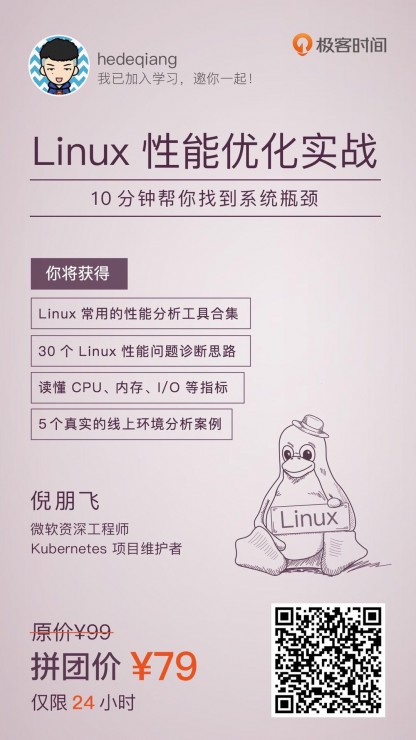 hedeqiang
我已加入学习，邀你一起！
极客时间
Linux 性能优化实战
10 分钟帮你找到系统瓶颈
你将获得
Linux 常用的性能分析工具合集
30 个 Linux 性能问题诊断思路
读懂 CPU、内存、I/O 等指标
5个真实的线上环境分析案例
Linux
倪朋飞
微软资深工程师
Kubernetes 项目维护者
原价¥99
拼团价 ¥79
仅限 24 小时